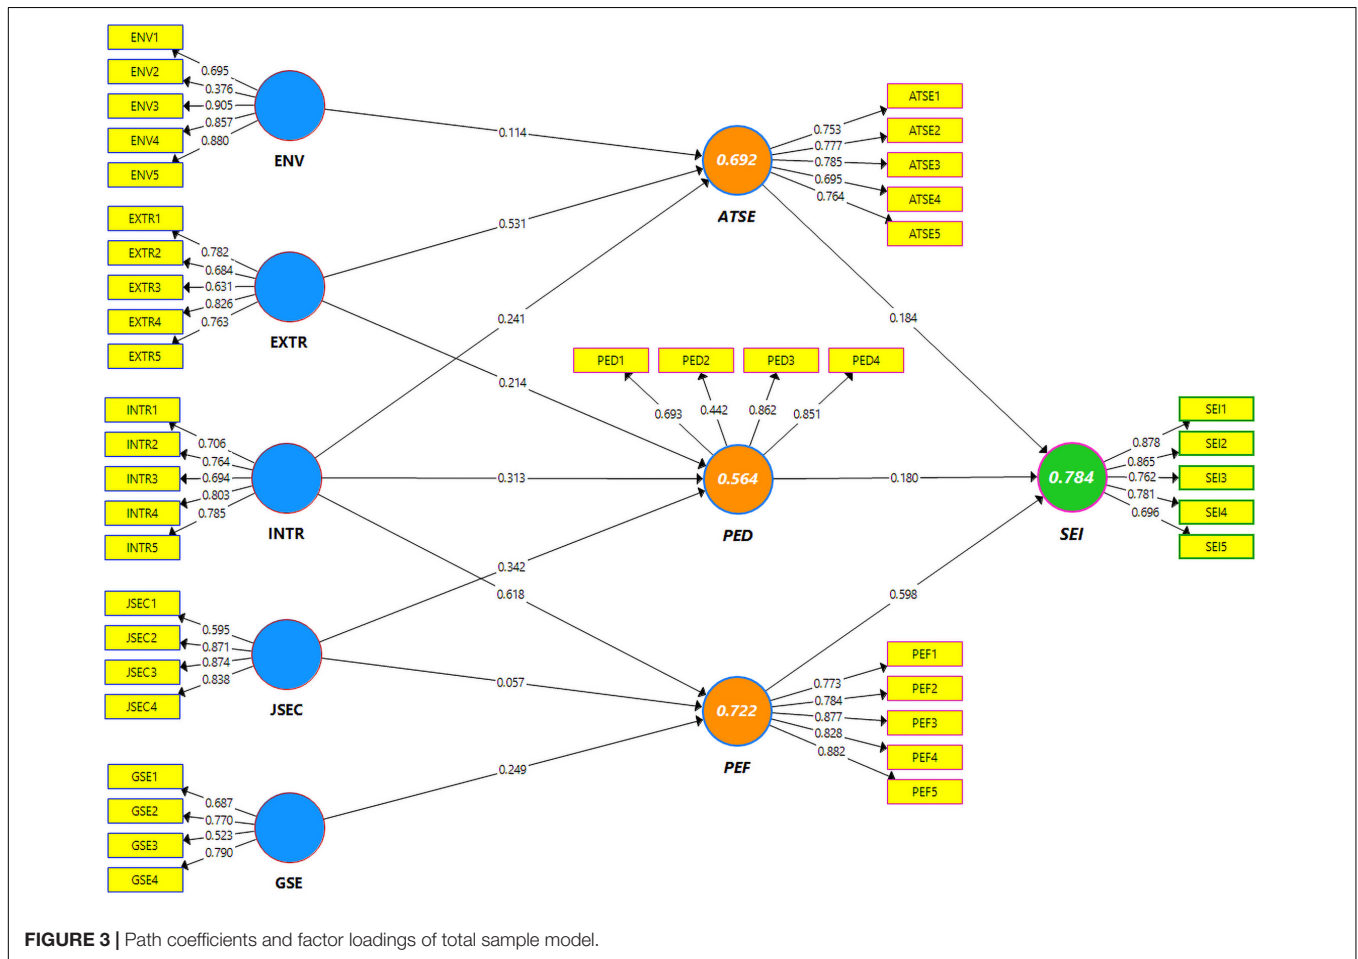 ENV1
ENV2
ENV3
ENV4
ENV5
0.695
0.376
0.905
0.857
0.880
ENV
EXTR1
EXTR2
EXTR3
EXTR4
EXTR5
0.782
0.684
0.631
0.826
0.763
EXTR
INTR1
INTR2
INTR3
INTR4
INTR5
0.706
0.764
0.694
0.803
0.785
INTR
JSEC1
JSEC2
JSEC3
JSEC4
0.595
0.871
0.874
0.838
JSEC
GSE1
GSE2
GSE3
GSE4
0.687
0.770
0.523
0.790
GSE
0.114
0.531
0.241
0.214
0.313
0.342
0.618
0.057
0.249
0.692
ATSE
0.753
0.777
0.785
0.695
0.764
ATSE1
ATSE2
ATSE3
ATSE4
ATSE5
PED1
PED2
PED3
PED4
0.693
0.442
0.862
0.851
0.564
PED
0.722
PEF
0.773
0.784
0.877
0.828
0.882
PEF1
PEF2
PEF3
PEF4
PEF5
0.184
0.180
0.598
0.784
SEI
0.878
0.865
0.762
0.781
0.696
SEI1
SEI2
SEI3
SEI4
SEI5
FIGURE 3 | Path coefficients and factor loadings of total sample model.